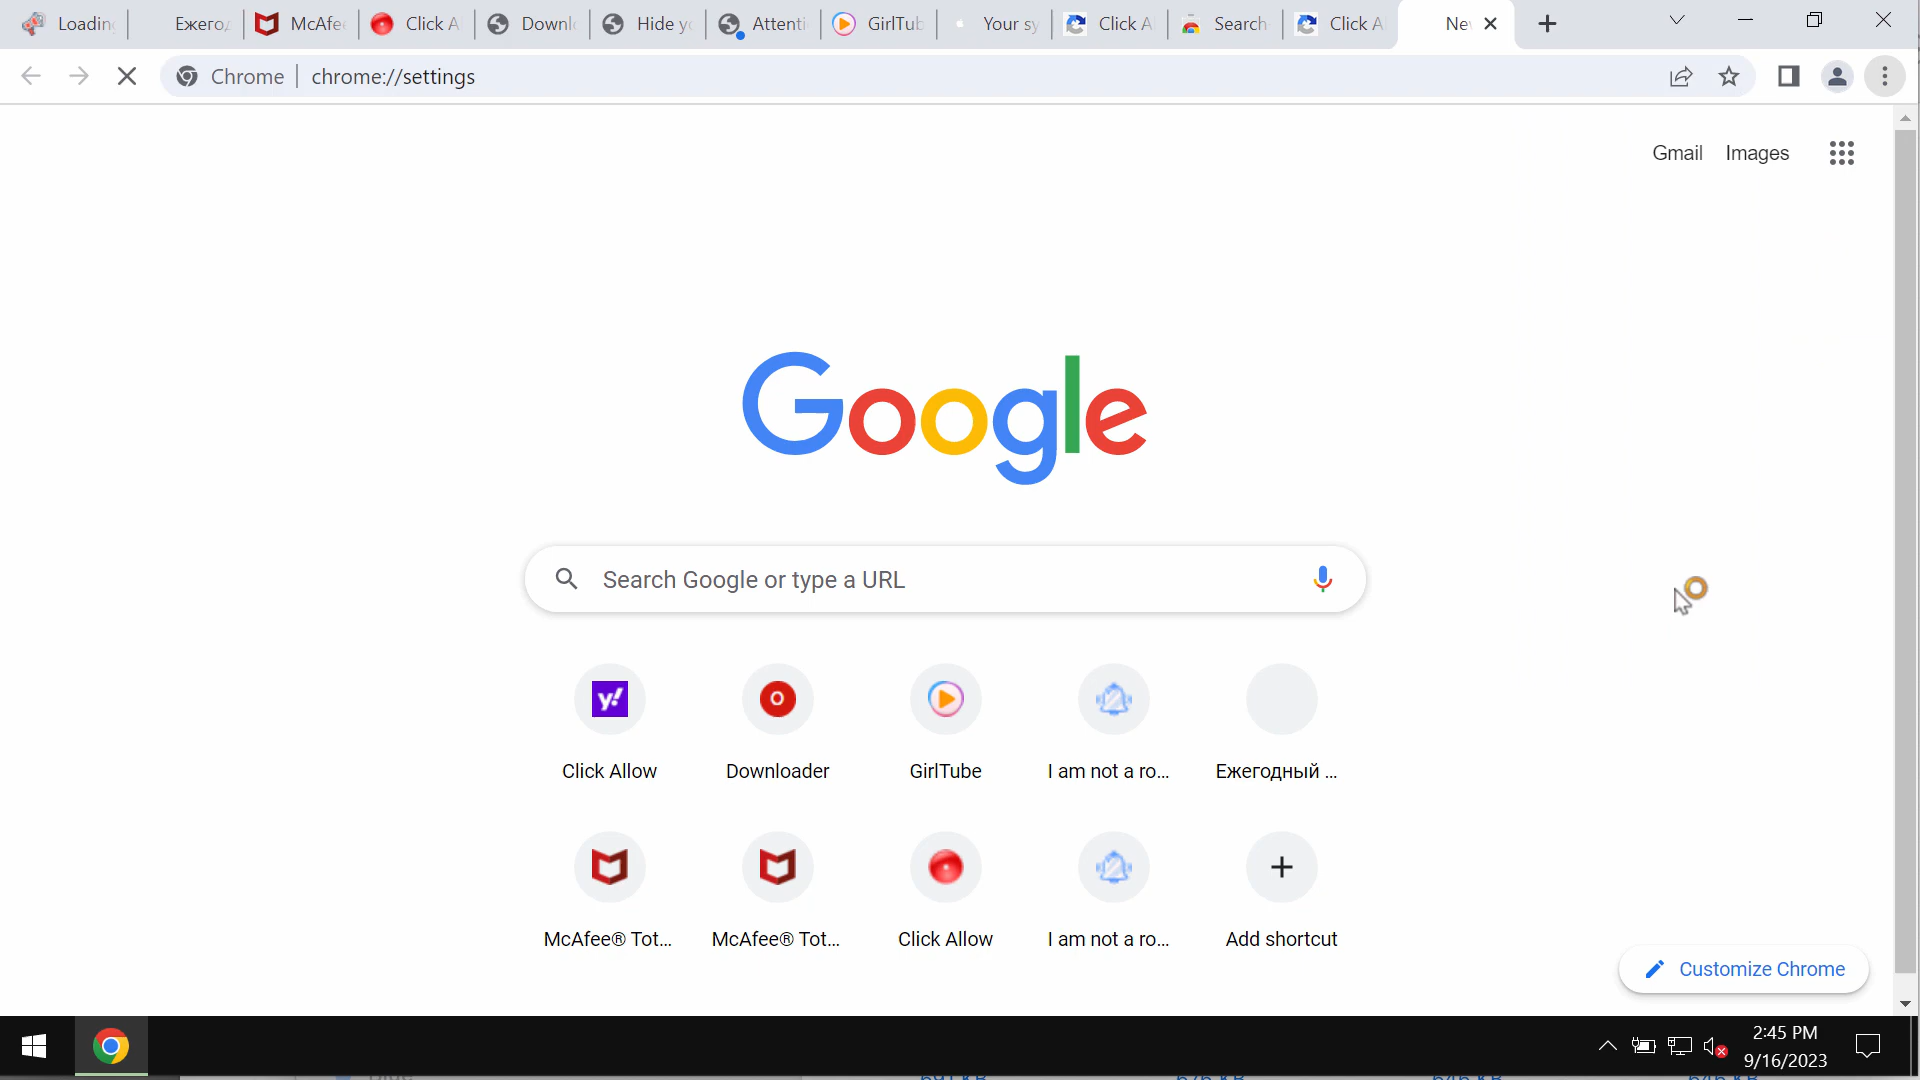 Loading
Ежего
McAfe
Click A
Downl
Hide y
Attenti
GirlTub
Your sy
Click A
Search
Click A
Ne
Chrome
chrome://settings
Gmail
Images
Google
Search Google or type a URL
Click Allow
Downloader
GirlTube
I am not a ro...
Ежегодный ...
McAfee® Tot...
McAfee® Tot...
Click Allow
I am not a ro...
Add shortcut
Customize Chrome
2:45 PM
9/16/2023